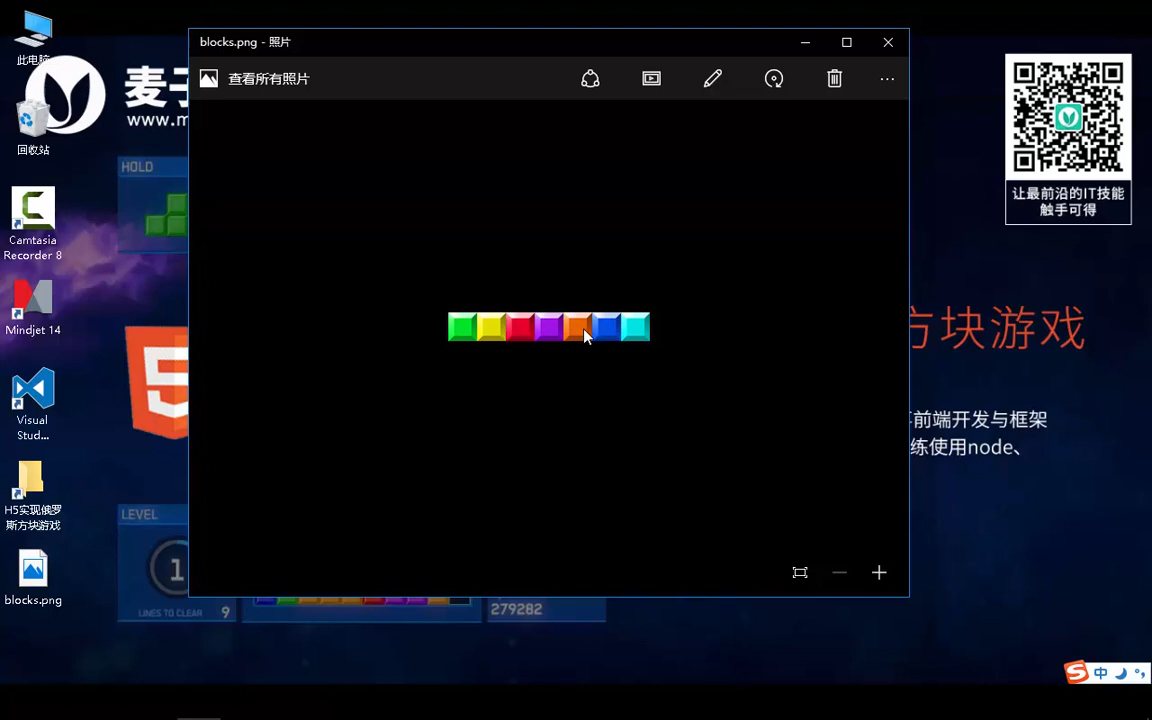 blocks.png - 照片
查看所有照片
此电脑
www.m
回收站
HOLD
让最前沿的IT技能
触手可得
Camtasia
Recorder 8
Mindjet 14
方块游戏
Visual
Stud...
前端开发与框架
练使用node、
H5实现俄罗
斯方块游戏
LEVEL
1
blocks.png
LINES TO CLEAR 9
279282
中